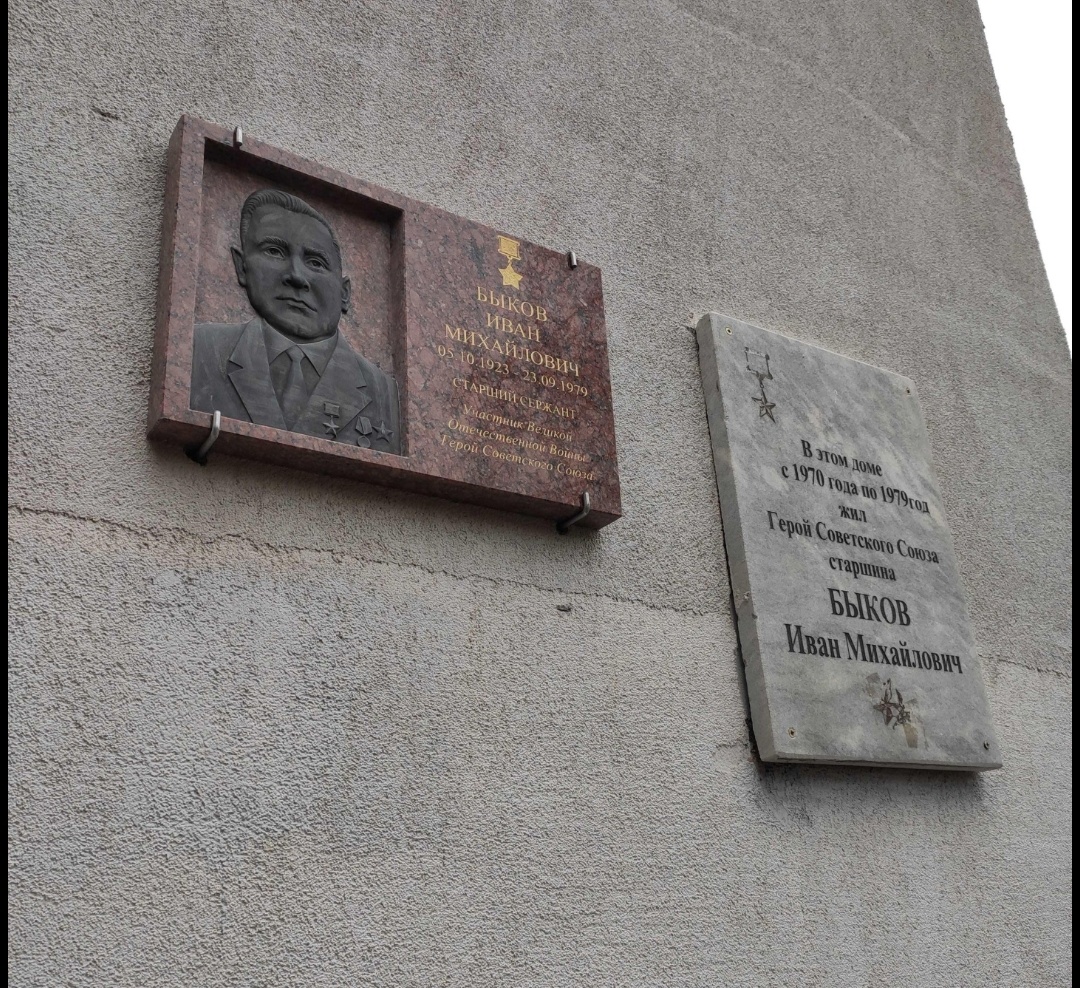 БЫКОВ
ИВАН
МИХАЙЛОВИЧ
05.10.1923 - 23.09.1979
СТАРШИЙ СЕРЖАНТ
Участник Великой
Отечественной Войны
Герой Советского Союза
В этом доме
с 1970 года по 1979год
жил
Герой Советского Союза
старшина
БЫКОВ
Иван Михайлович